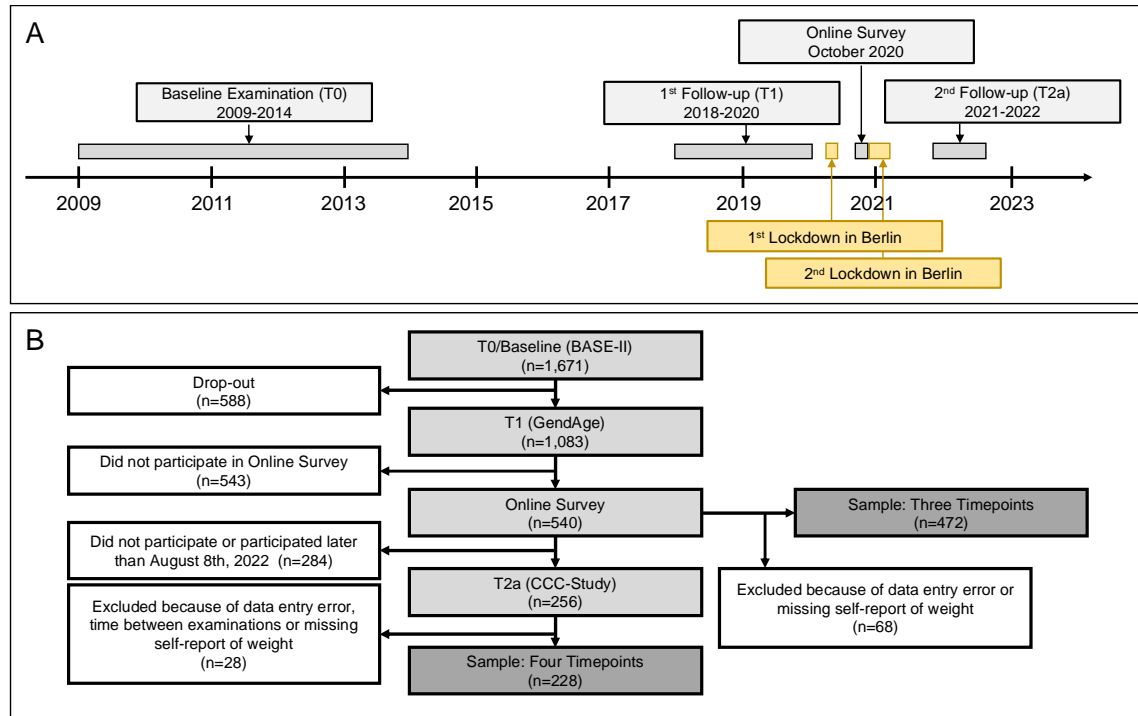 A
Online Survey
October 2020
Baseline Examination (T0)
2009-2014
1st Follow-up (T1)
2018-2020
2nd Follow-up (T2a)
2021-2022
2009
2011
2013
2015
2017
2019
2021
2023
1st Lockdown in Berlin
2nd Lockdown in Berlin
B
T0/Baseline (BASE-II)
(n=1,671)
Drop-out
(n=588)
T1 (GendAge)
(n=1,083)
Did not participate in Online Survey
(n=543)
Online Survey
(n=540)
Sample: Three Timepoints
(n=472)
Did not participate or participated later
than August 8th, 2022 (n=284)
T2a (CCC-Study)
(n=256)
Excluded because of data entry error or
missing self-report of weight
(n=68)
Excluded because of data entry error,
time between examinations or missing
self-report of weight
(n=28)
Sample: Four Timepoints
(n=228)